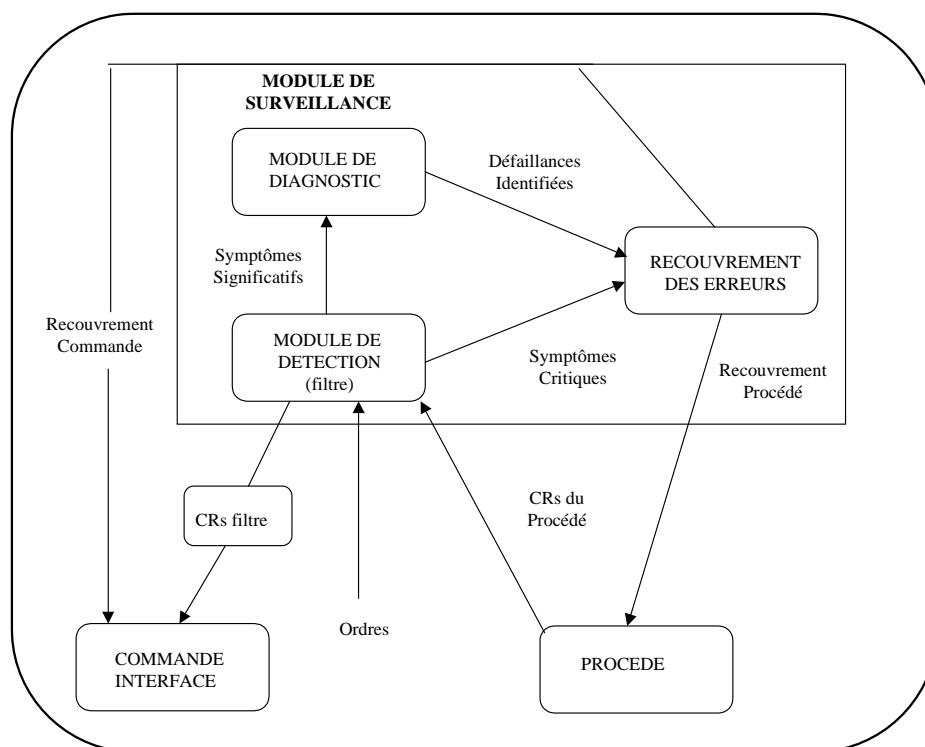 MODULE DE
SURVEILLANCE
MODULE DE
DIAGNOSTIC
Défaillances
Identifiées
Symptômes
Significatifs
RECOUVREMENT
DES ERREURS
Recouvrement
Commande
MODULE DE
DETECTION
(filtre)
Symptômes
Critiques
Recouvrement
Procédé
CRs filtre
CRs du
Procédé
Ordres
COMMANDE
INTERFACE
PROCEDE